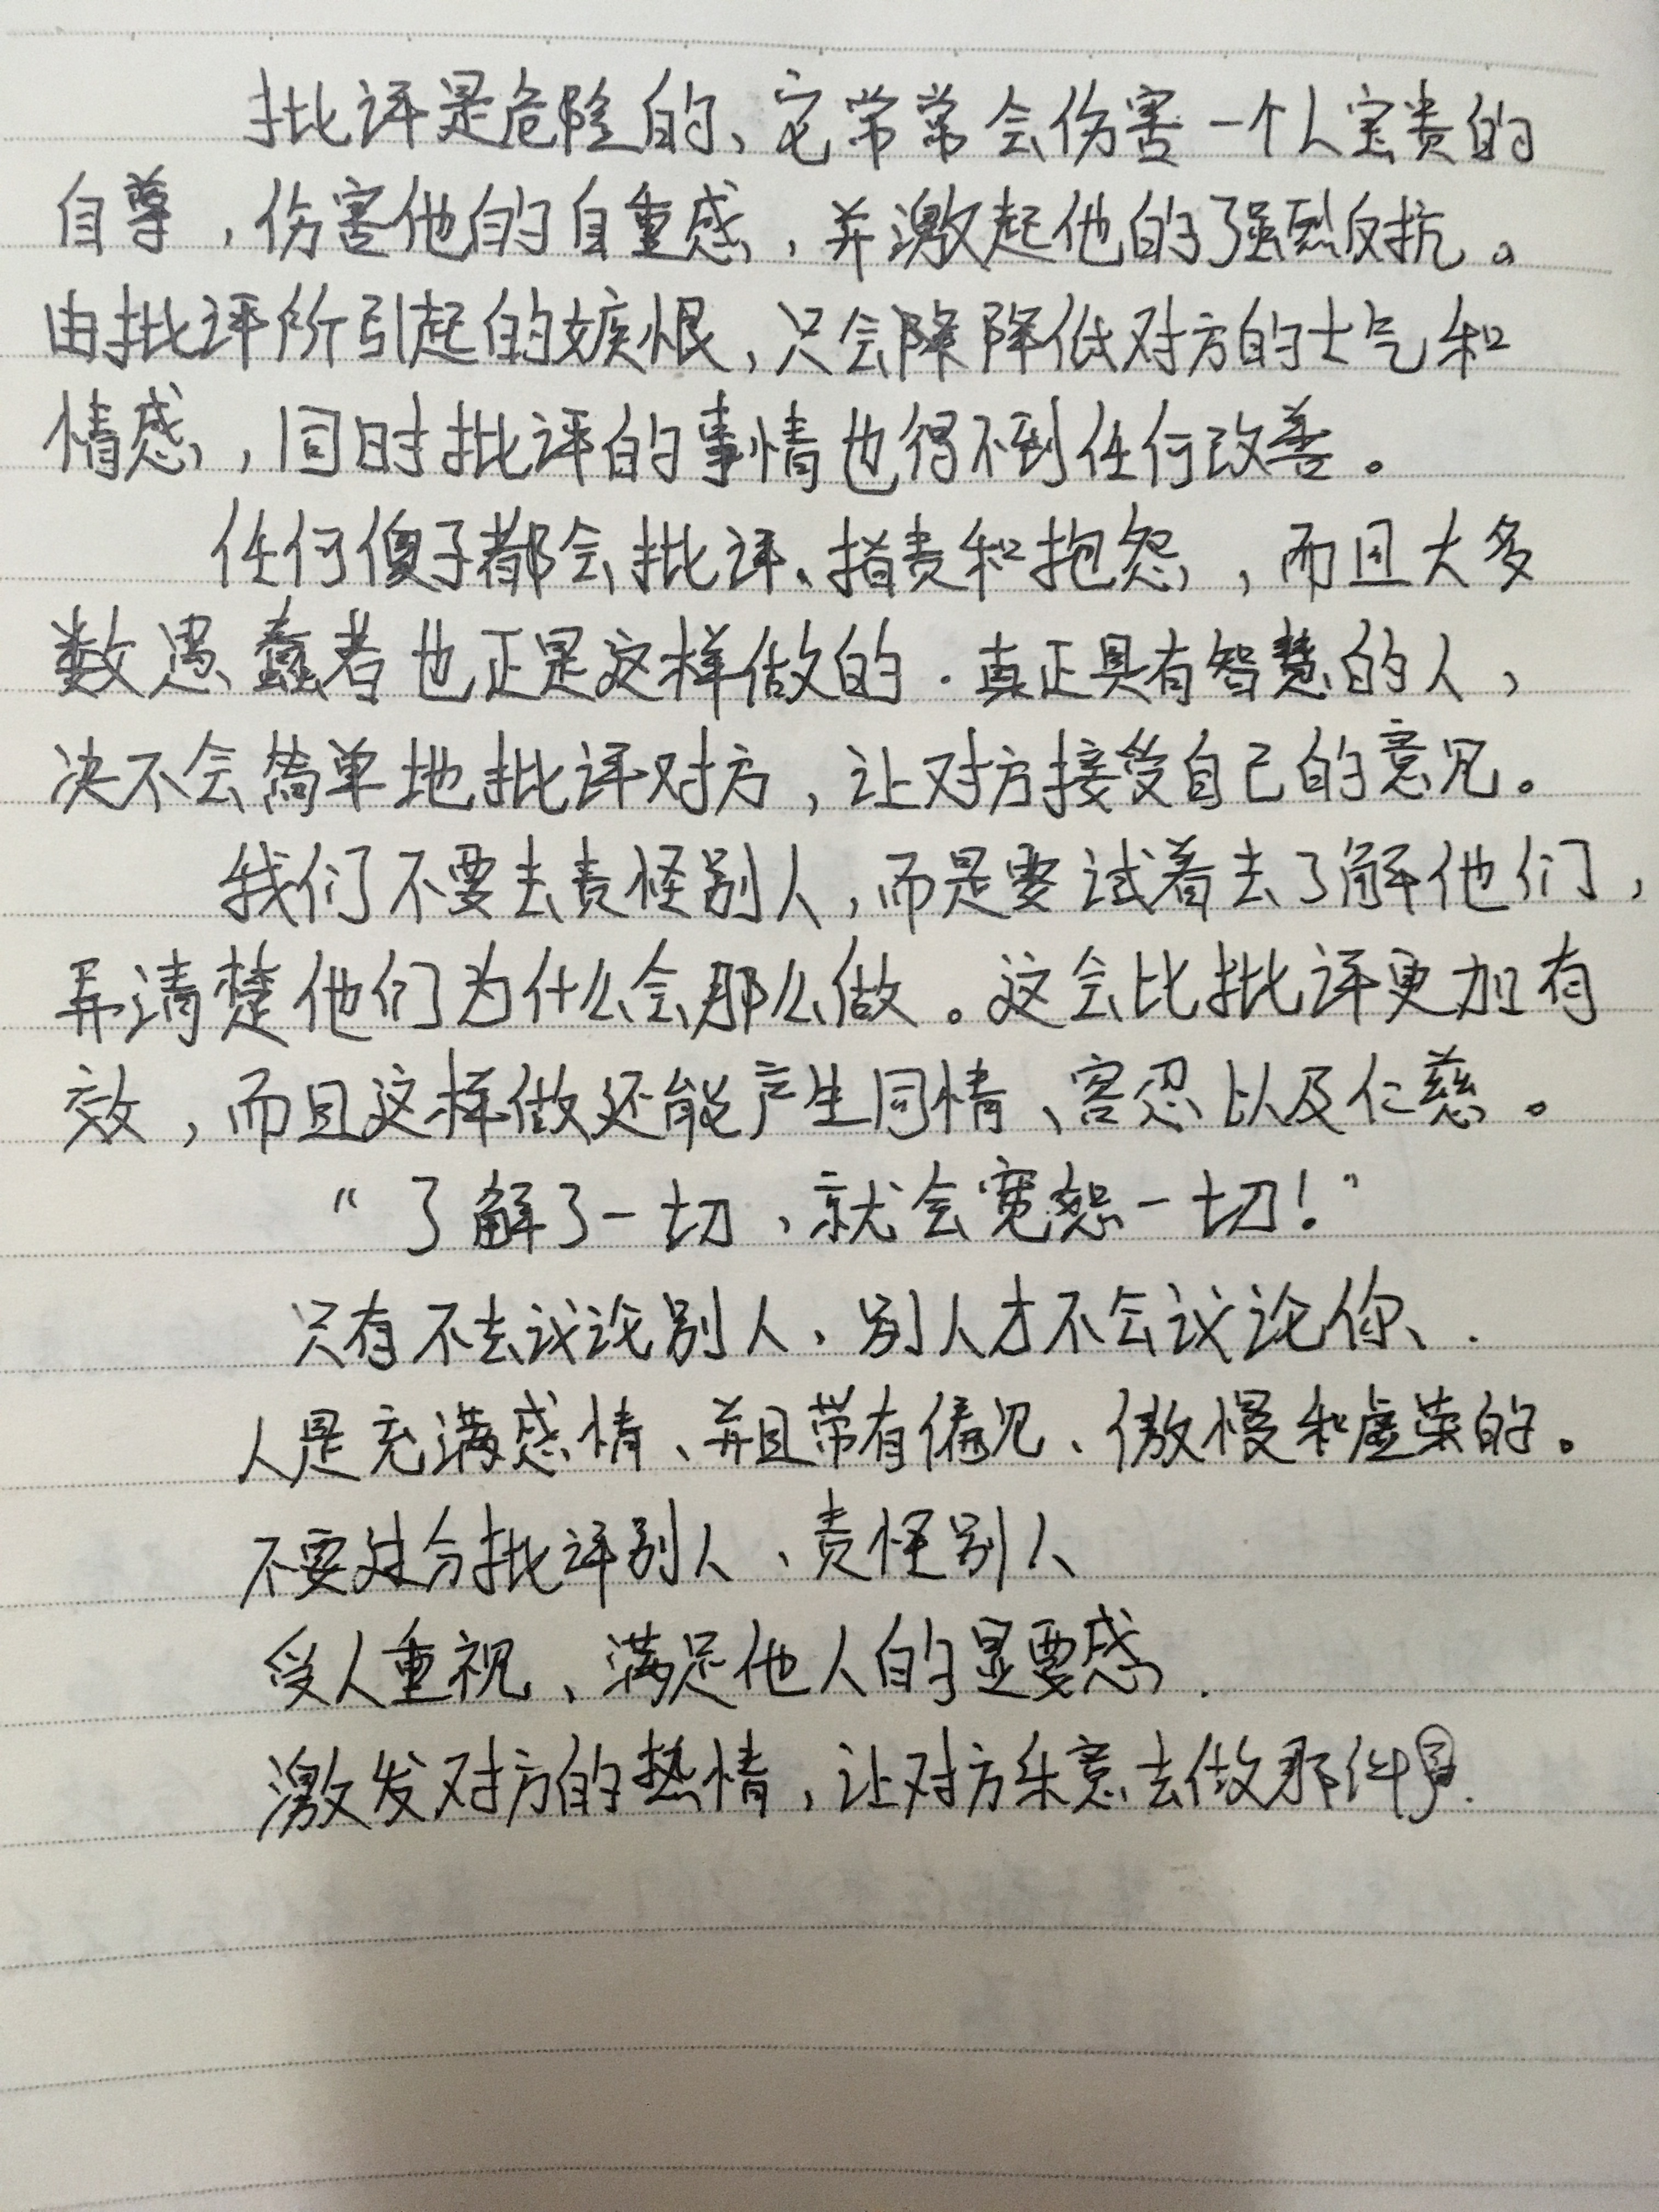 批评是危险的、它常常会伤害一个人宝贵的
自尊，伤害他的自重感，并激起他的强烈反抗。
由批评所引起的嫉恨，只会降降低对方的士气和
情感，同时批评的事情也得不到任何改善。
任何傻子都会批评、指责和抱怨，而且大多
数愚蠢者也正是这样做的．真正具有智慧的人，
决不会简单地批评对方，让对方接受自己的意见。
我们不要去责怪别人，而是要试着去了解他们，
弄清楚他们为什么会那么做。这会比批评更加有
效，而且这样做还能产生同情、容忍以及仁慈。
“了解了一切，就会宽恕一切！”
只有不去议论别人、别人才不会议论你、.
人是充满感情、并且带有偏见、傲慢和虚荣的。
不要过分批评别人、责怪别人
受人重视、满足他人的显要感.
激发对方的热情，让对方乐意去做那件事.